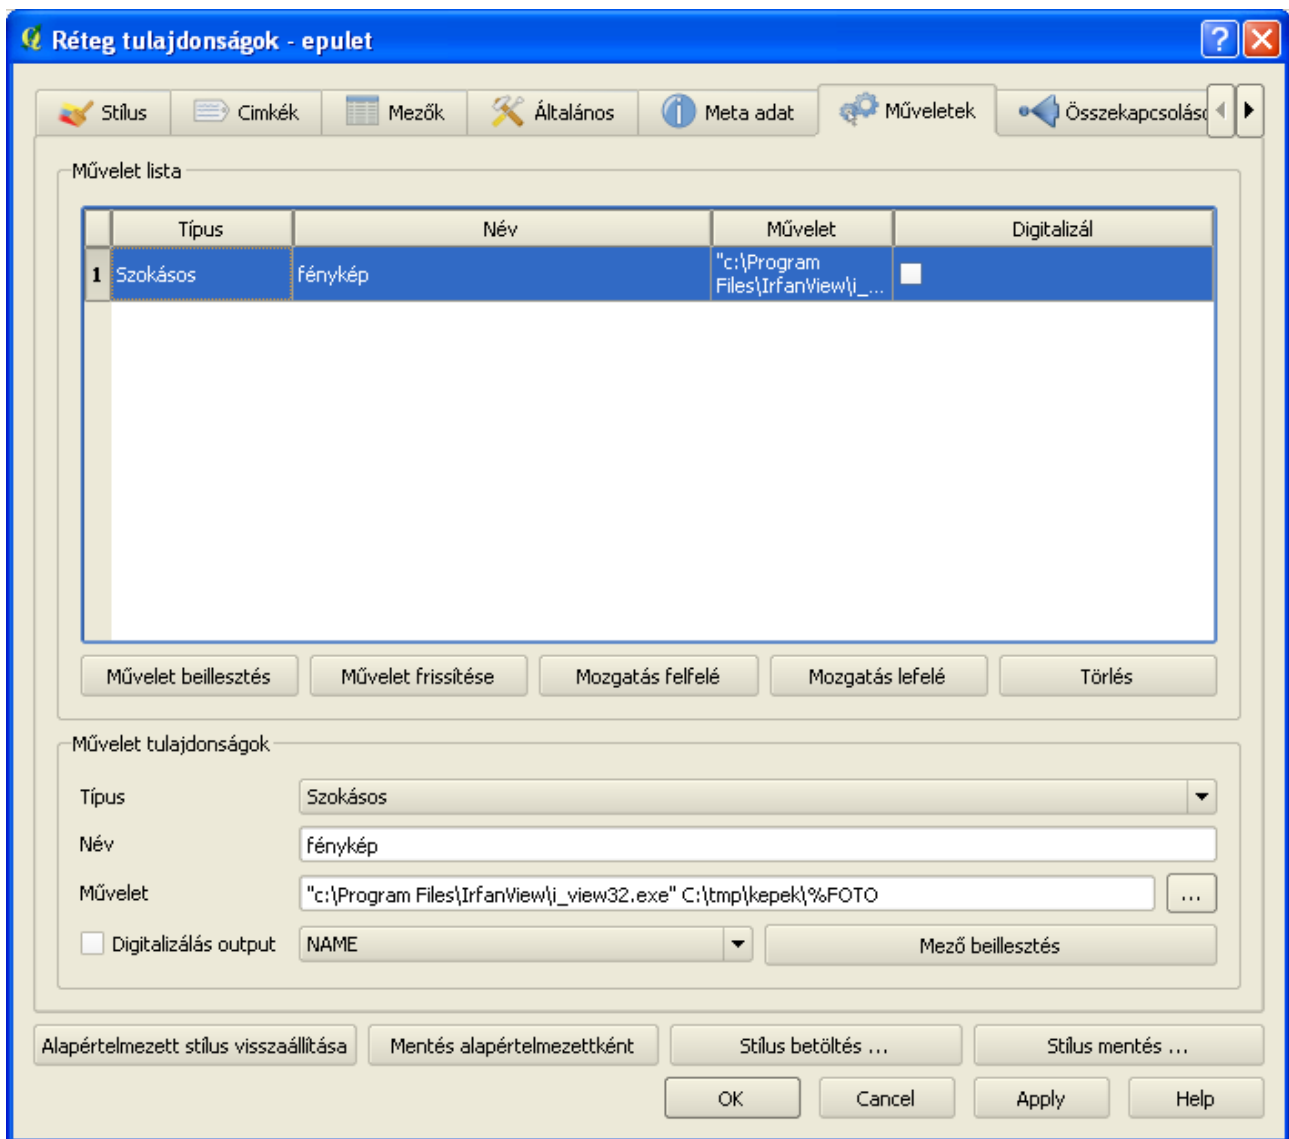 Réteg tulajdonságok - epulet
Stílus Cimkék Mezők Általános Meta adat Műveletek Összekapcsoláso
Művelet lista
Típus Név Művelet Digitalizál
1 Szokásos fénykép "c:\Program
Files\IrfanView\i_...
Művelet beillesztés Művelet frissítése Mozgatás felfelé Mozgatás lefelé Törlés
Művelet tulajdonságok
Típus Szokásos
Név fénykép
Művelet "c:\Program Files\IrfanView\i_view32.exe" C:\tmp\kepek\%FOTO ...
Digitalizálás output NAME Mező beillesztés
Alapértelmezett stílus visszaállítása Mentés alapértelmezettként Stílus betöltés ... Stílus mentés ...
OK Cancel Apply Help